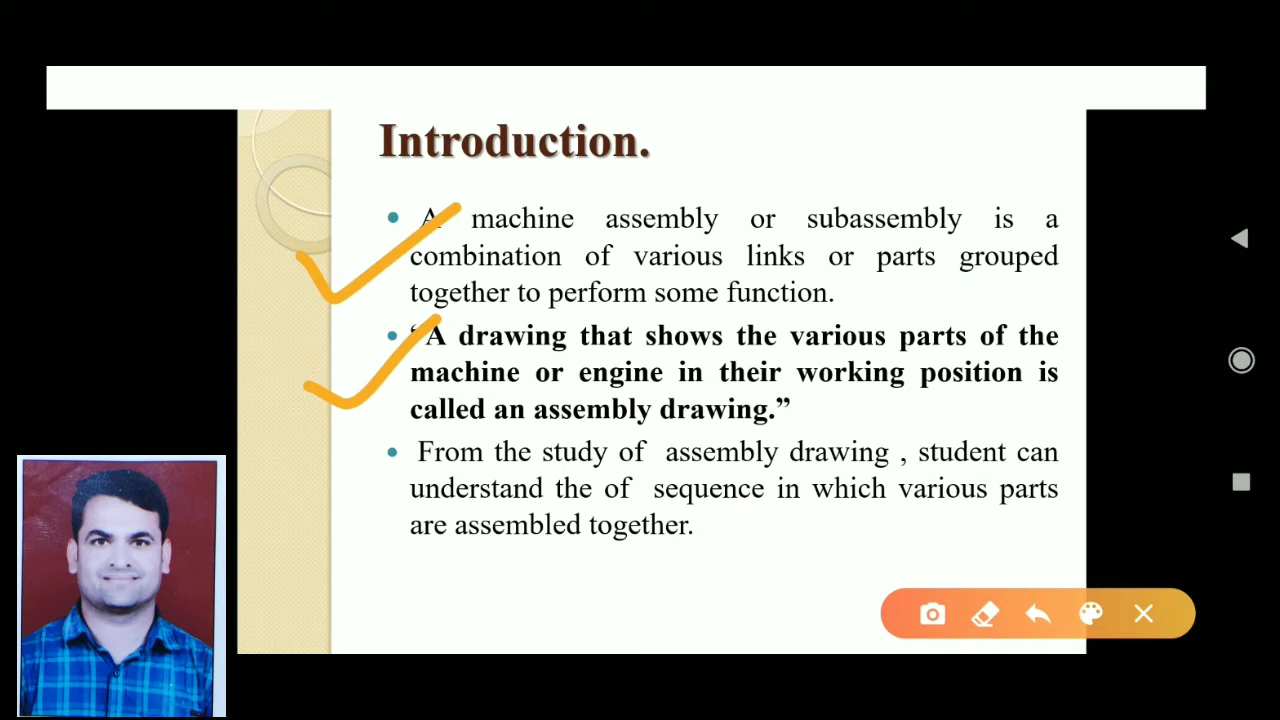 Introduction.
A machine assembly or subassembly is a
combination of various links or parts grouped
together to perform some function.
“A drawing that shows the various parts of the
machine or engine in their working position is
called an assembly drawing.”
From the study of assembly drawing , student can
understand the of sequence in which various parts
are assembled together.